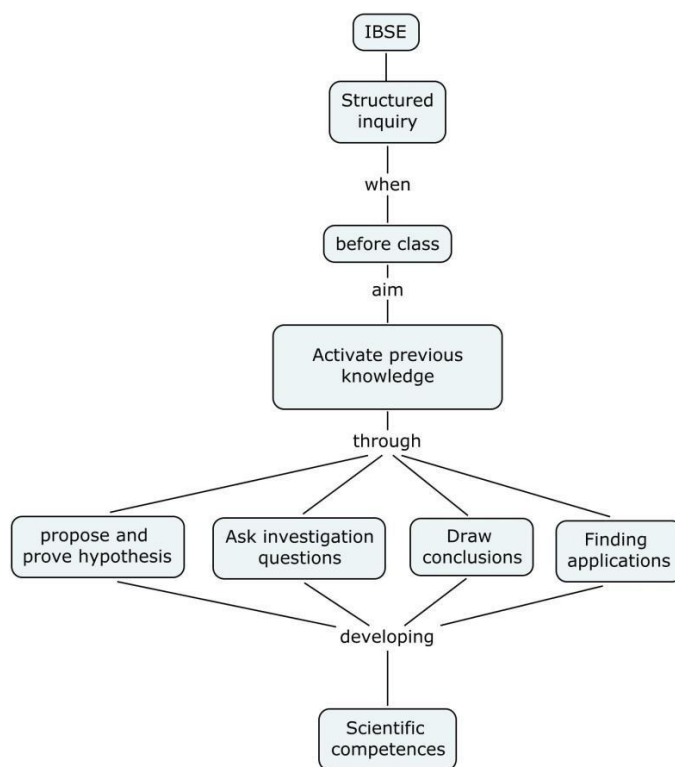 IBSE
Structured
inquiry
when
before class
aim
Activate previous
knowledge
through
propose and
prove hypothesis
Ask investigation
questions
Draw
conclusions
Finding
applications
developing
Scientific
competences